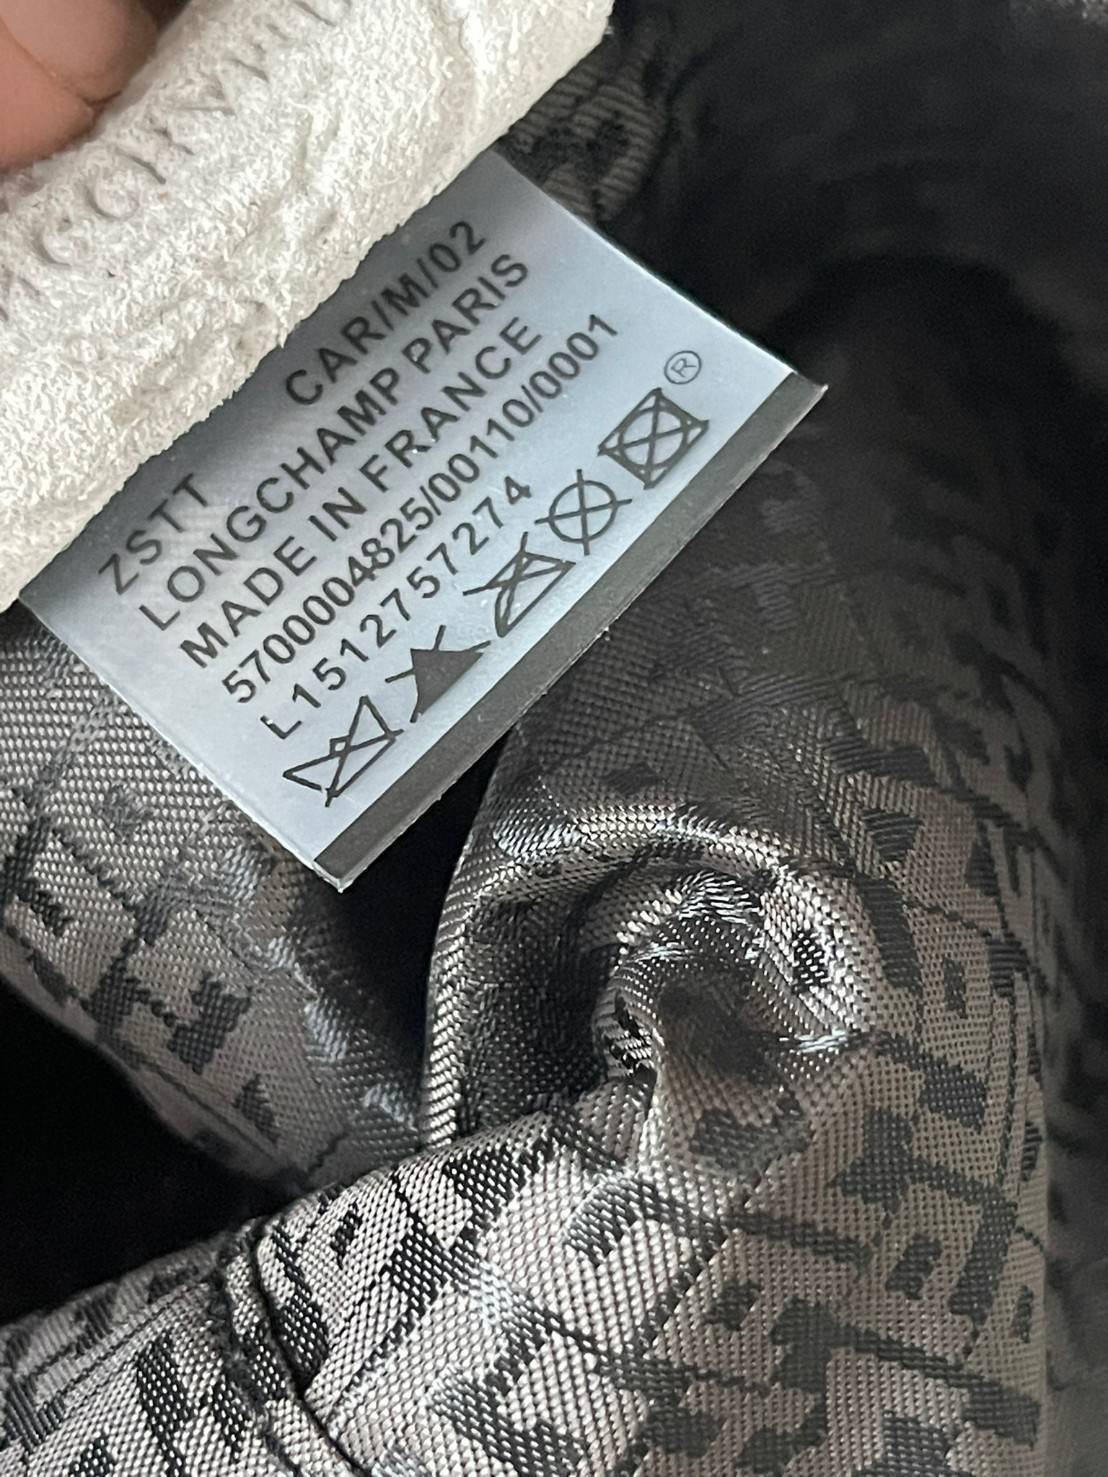 ZSTT CAR/M/02
LONGCHAMP PARIS
MADE IN FRANCE
5700004825/00110/0001
L1512757274
®